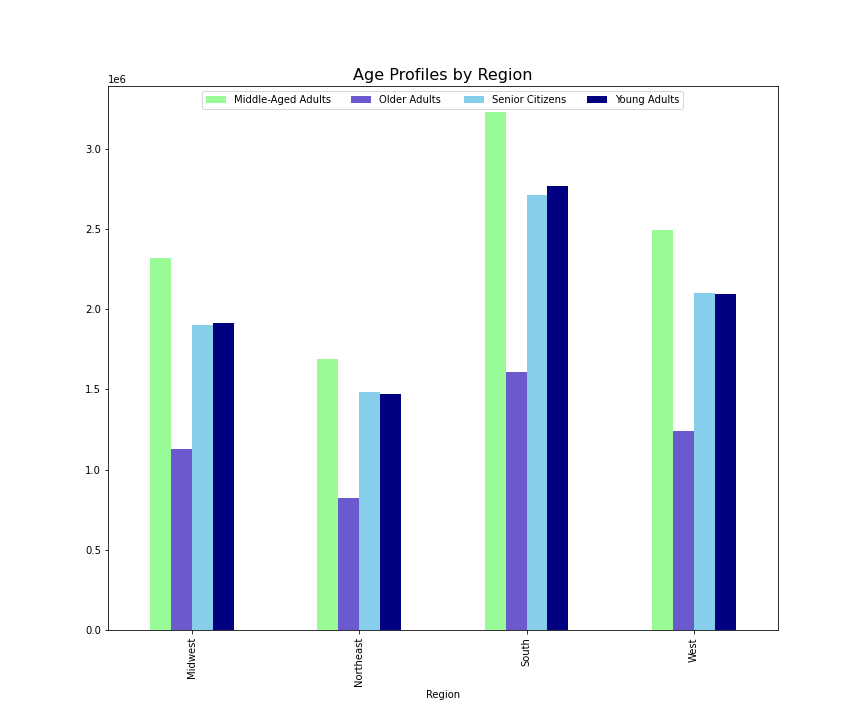 Age Profiles by Region
1e6
Middle-Aged Adults Older Adults Senior Citizens Young Adults
3.0
2.5
2.0
1.5
1.0
0.5
0.0
Midwest Northeast South West
Region